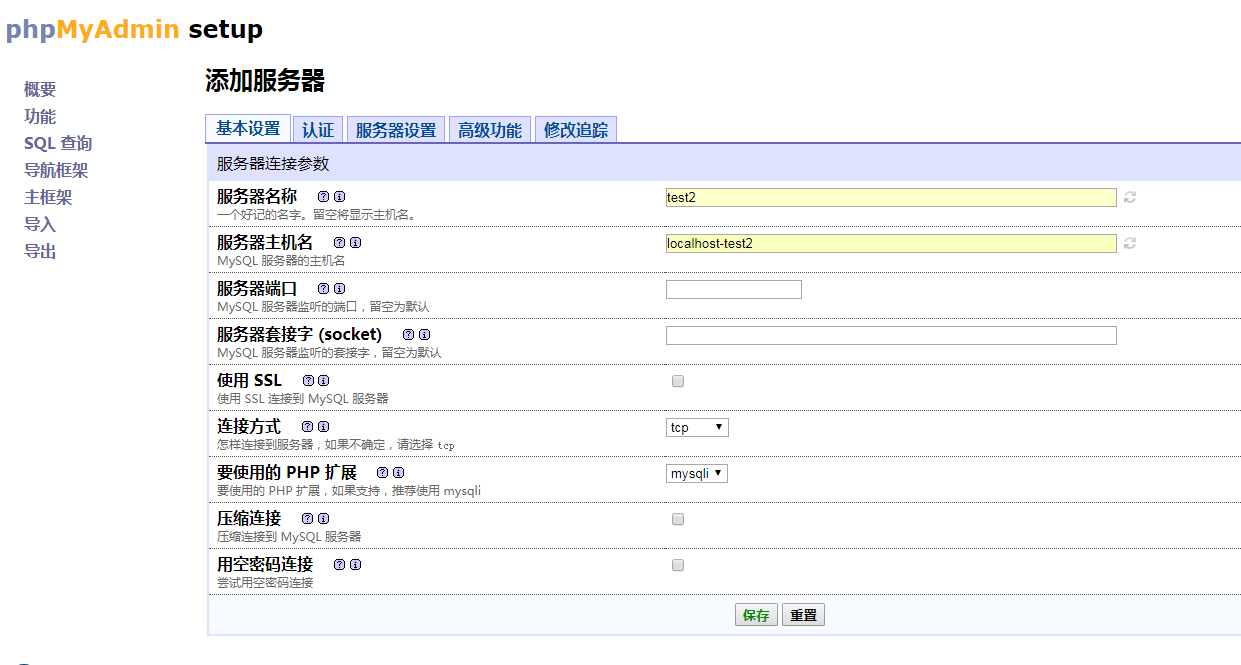 phpMyAdmin setup
概要
功能
SQL 查询
导航框架
主框架
导入
导出
添加服务器
基本设置 认证 服务器设置 高级功能 修改追踪
服务器连接参数
服务器名称
一个好记的名字。留空将显示主机名。
test2
服务器主机名
MySQL 服务器的主机名
localhost-test2
服务器端口
MySQL 服务器监听的端口，留空为默认
服务器套接字 (socket)
MySQL 服务器监听的套接字，留空为默认
使用 SSL
使用 SSL 连接到 MySQL 服务器
连接方式
怎样连接到服务器，如果不确定，请选择 tcp
tcp
要使用的 PHP 扩展
要使用的 PHP 扩展，如果支持，推荐使用 mysqli
mysqli
压缩连接
压缩连接到 MySQL 服务器
用空密码连接
尝试用空密码连接
保存 重置